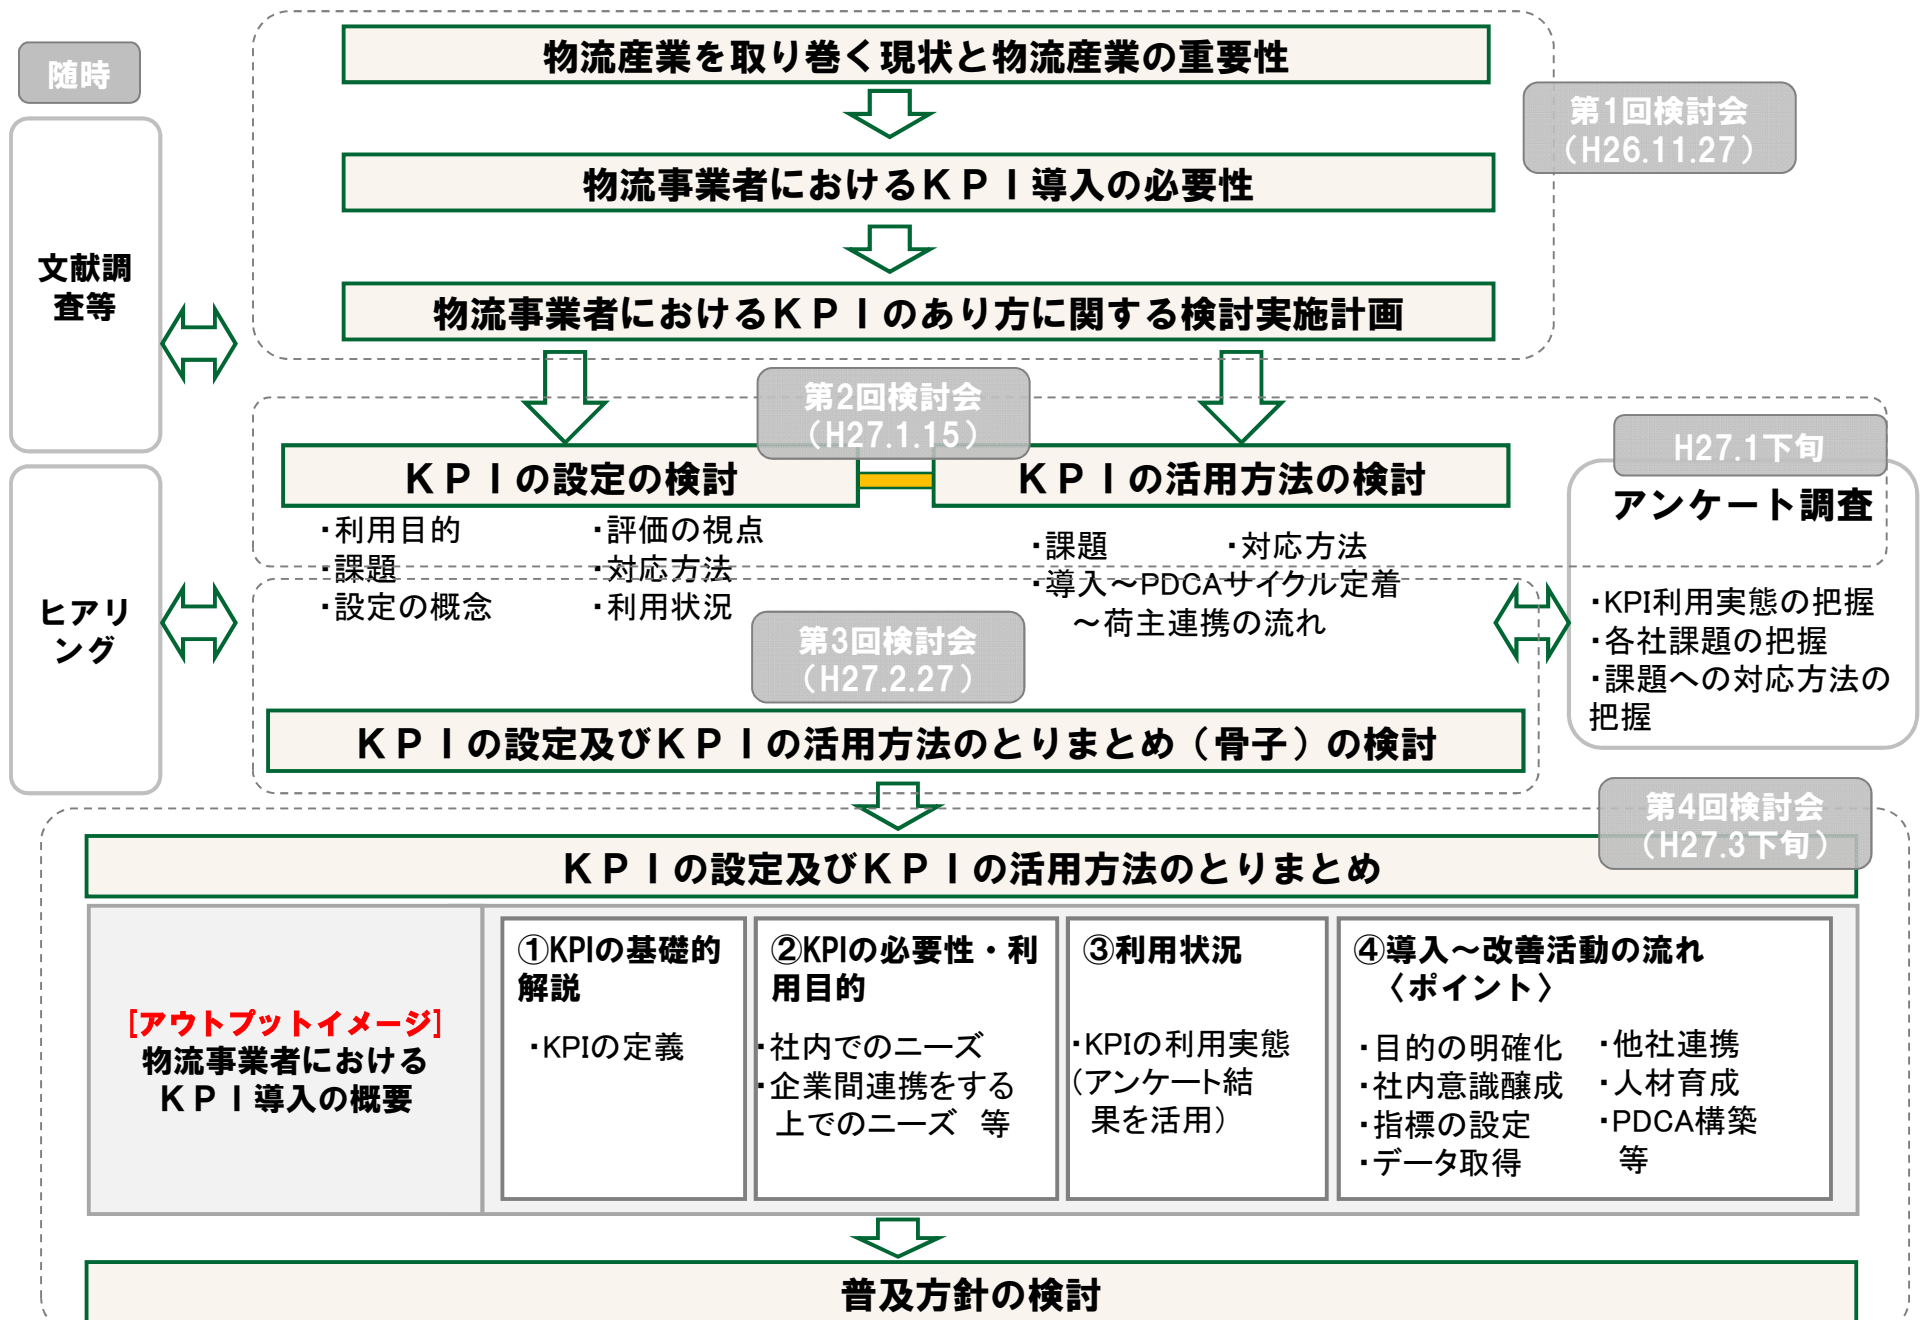 物流産業を取り巻く現状と物流産業の重要性
随時
第1回検討会
（H26.11.27）
物流事業者におけるＫＰＩ導入の必要性
文献調
査等
物流事業者におけるＫＰＩのあり方に関する検討実施計画
第2回検討会
（H27.1.15）
H27.1下旬
ＫＰＩの設定の検討
ＫＰＩの活用方法の検討
アンケート調査
・利用目的
・課題
・設定の概念
・評価の視点
・対応方法
・利用状況
・課題
・対応方法
・導入～PDCAサイクル定着
～荷主連携の流れ
・KPI利用実態の把握
・各社課題の把握
・課題への対応方法の
把握
ヒアリ
ング
第3回検討会
（H27.2.27）
ＫＰＩの設定及びＫＰＩの活用方法のとりまとめ（骨子）の検討
第4回検討会
（H27.3下旬）
ＫＰＩの設定及びＫＰＩの活用方法のとりまとめ
[アウトプットイメージ]
物流事業者における
ＫＰＩ導入の概要
①KPIの基礎的
解説
・KPIの定義
②KPIの必要性・利
用目的
・社内でのニーズ
・企業間連携をする
上でのニーズ 等
③利用状況
・KPIの利用実態
（アンケート結
果を活用）
④導入～改善活動の流れ
〈ポイント〉
・目的の明確化
・社内意識醸成
・指標の設定
・データ取得
・他社連携
・人材育成
・PDCA構築
等
普及方針の検討